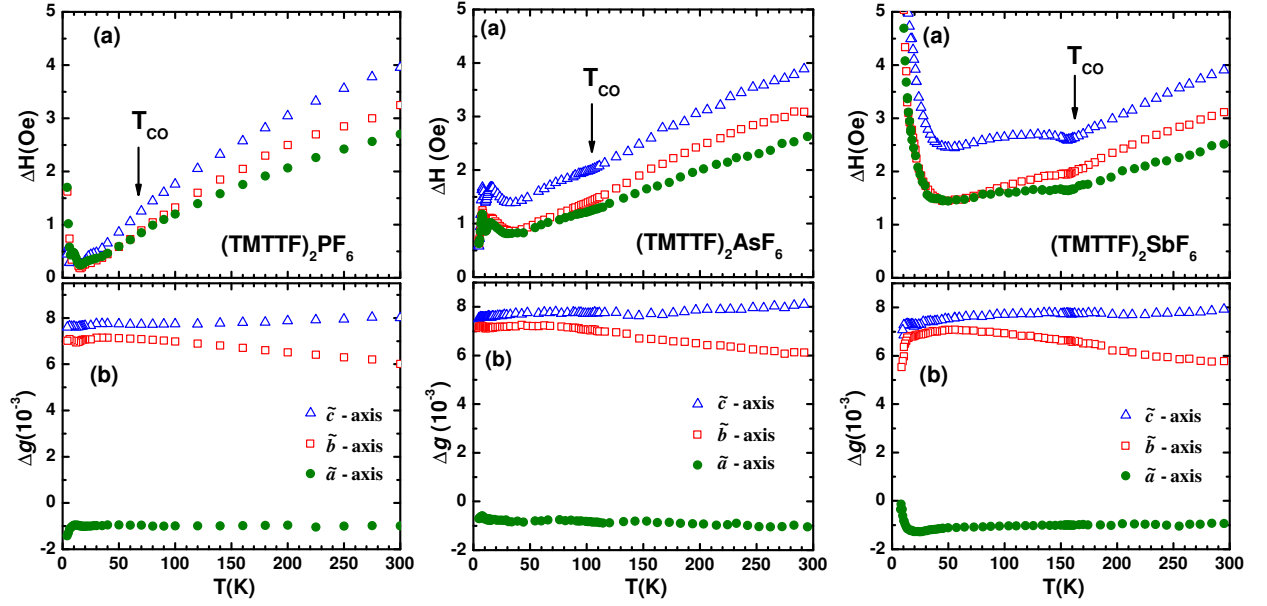 (a)
T_CO
(TMTTF)₂PF₆
ΔH(Oe)
5
4
3
2
1
0
(b)
Δg(10⁻³)
8
6
4
2
0
-2
c̃ - axis
b̃ - axis
ã - axis
0 50 100 150 200 250 300
T(K)
(a)
T_CO
(TMTTF)₂AsF₆
ΔH (Oe)
5
4
3
2
1
0
(b)
Δg (10⁻³)
8
6
4
2
0
-2
c̃ - axis
b̃ - axis
ã - axis
0 50 100 150 200 250 300
T(K)
(a)
T_CO
(TMTTF)₂SbF₆
ΔH(Oe)
5
4
3
2
1
0
(b)
Δg(10⁻³)
8
6
4
2
0
-2
c̃ - axis
b̃ - axis
ã - axis
0 50 100 150 200 250 300
T(K)